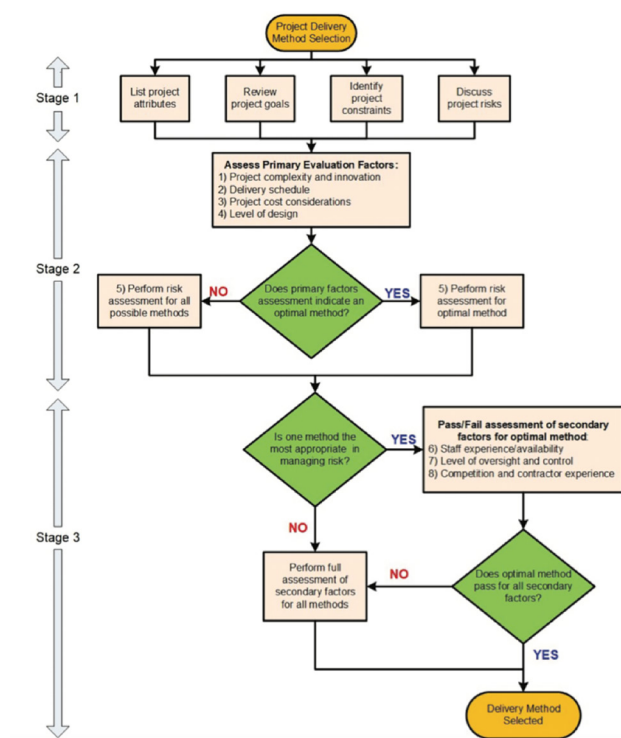 Project Delivery
Method Selection
Stage 1
List project
attributes
Review
project goals
Identify
project
constraints
Discuss
project risks
Stage 2
Assess Primary Evaluation Factors:
1) Project complexity and innovation
2) Delivery schedule
3) Project cost considerations
4) Level of design
5) Perform risk
assessment for all
possible methods
NO
Does primary factors
assessment indicate an
optimal method?
YES
5) Perform risk
assessment for
optimal method
Stage 3
Is one method the
most appropriate in
managing risk?
YES
Pass/Fail assessment of secondary
factors for optimal method:
6) Staff experience/availability
7) Level of oversight and control
8) Competition and contractor experience
NO
Perform full
assessment of
secondary factors
for all methods
NO
Does optimal method
pass for all secondary
factors?
YES
Delivery Method
Selected